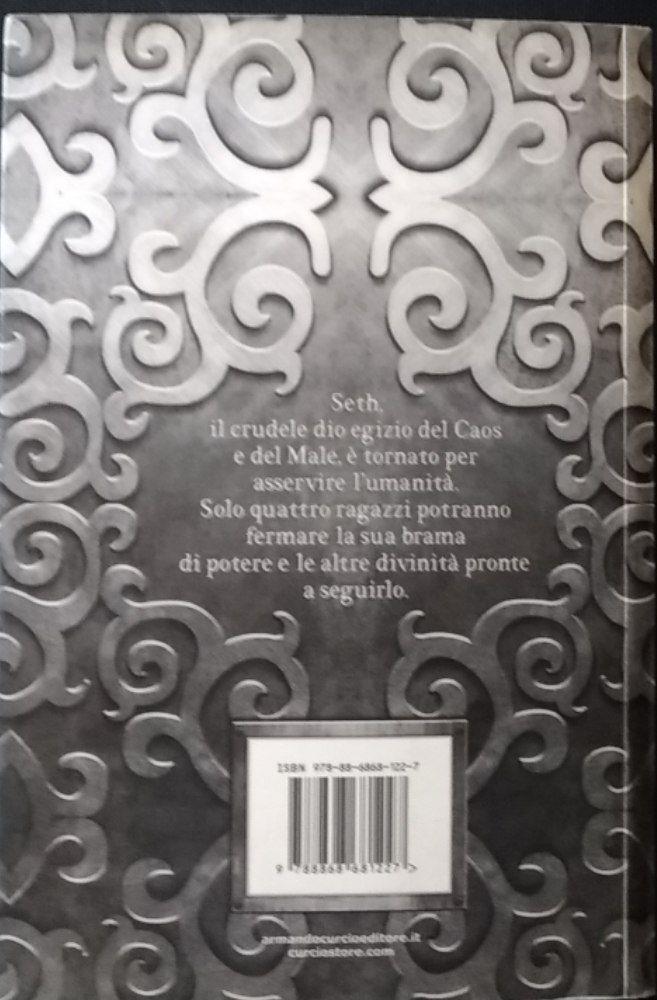 Seth,
il crudele dio egizio del Caos
e del Male, è tornato per
asservire l'umanità.
Solo quattro ragazzi potranno
fermare la sua brama
di potere e le altre divinità pronte
a seguirlo.
ISBN 978-88-6868-122-7
9 788868 681227 >
armandocurcioeditore.it
curciostore.com